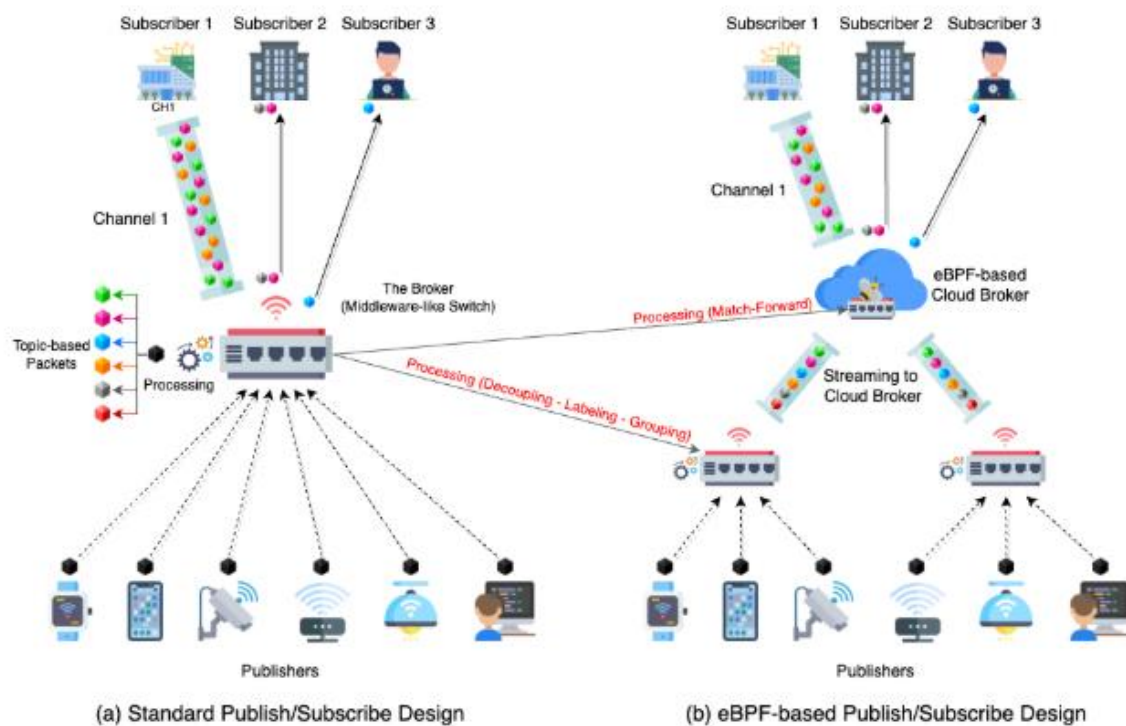 Subscriber 1
Subscriber 2
Subscriber 3
CH1
Channel 1
The Broker
(Middleware-like Switch)
Topic-based
Packets
Processing
Publishers
(a) Standard Publish/Subscribe Design
Processing (Match-Forward)
Processing (Decoupling - Labeling - Grouping)
Subscriber 1
Subscriber 2
Subscriber 3
Channel 1
eBPF-based
Cloud Broker
Streaming to
Cloud Broker
Publishers
(b) eBPF-based Publish/Subscribe Design